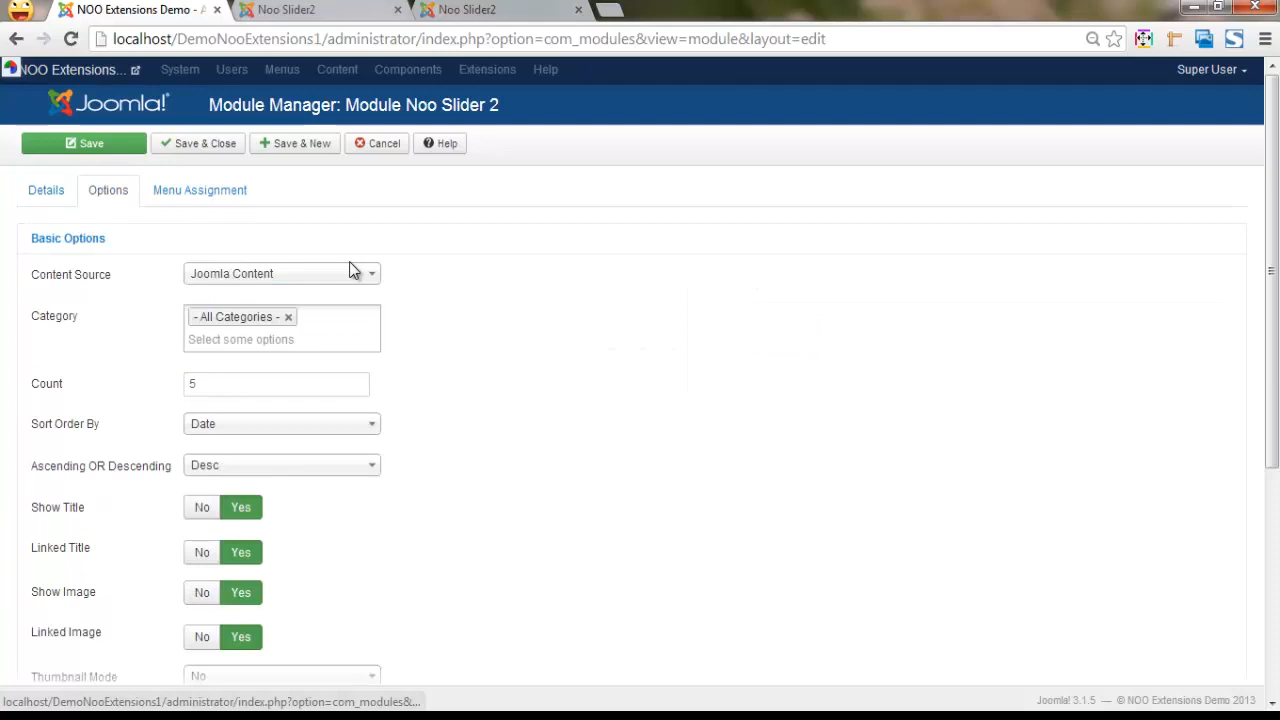 NOO Extensions Demo - A
Noo Slider2
Noo Slider2
localhost/DemoNooExtensions1/administrator/index.php?option=com_modules&view=module&layout=edit
NOO Extensions... System Users Menus Content Components Extensions Help Super User
Joomla!® Module Manager: Module Noo Slider 2
Save Save & Close Save & New Cancel Help
Details Options Menu Assignment
Basic Options
Content Source Joomla Content
Category - All Categories -
Select some options
Count 5
Sort Order By Date
Ascending OR Descending Desc
Show Title No Yes
Linked Title No Yes
Show Image No Yes
Linked Image No Yes
Thumbnail Mode No
localhost/DemoNooExtensions1/administrator/index.php?option=com_modules&... Joomla! 3.1.5 — © NOO Extensions Demo 2013